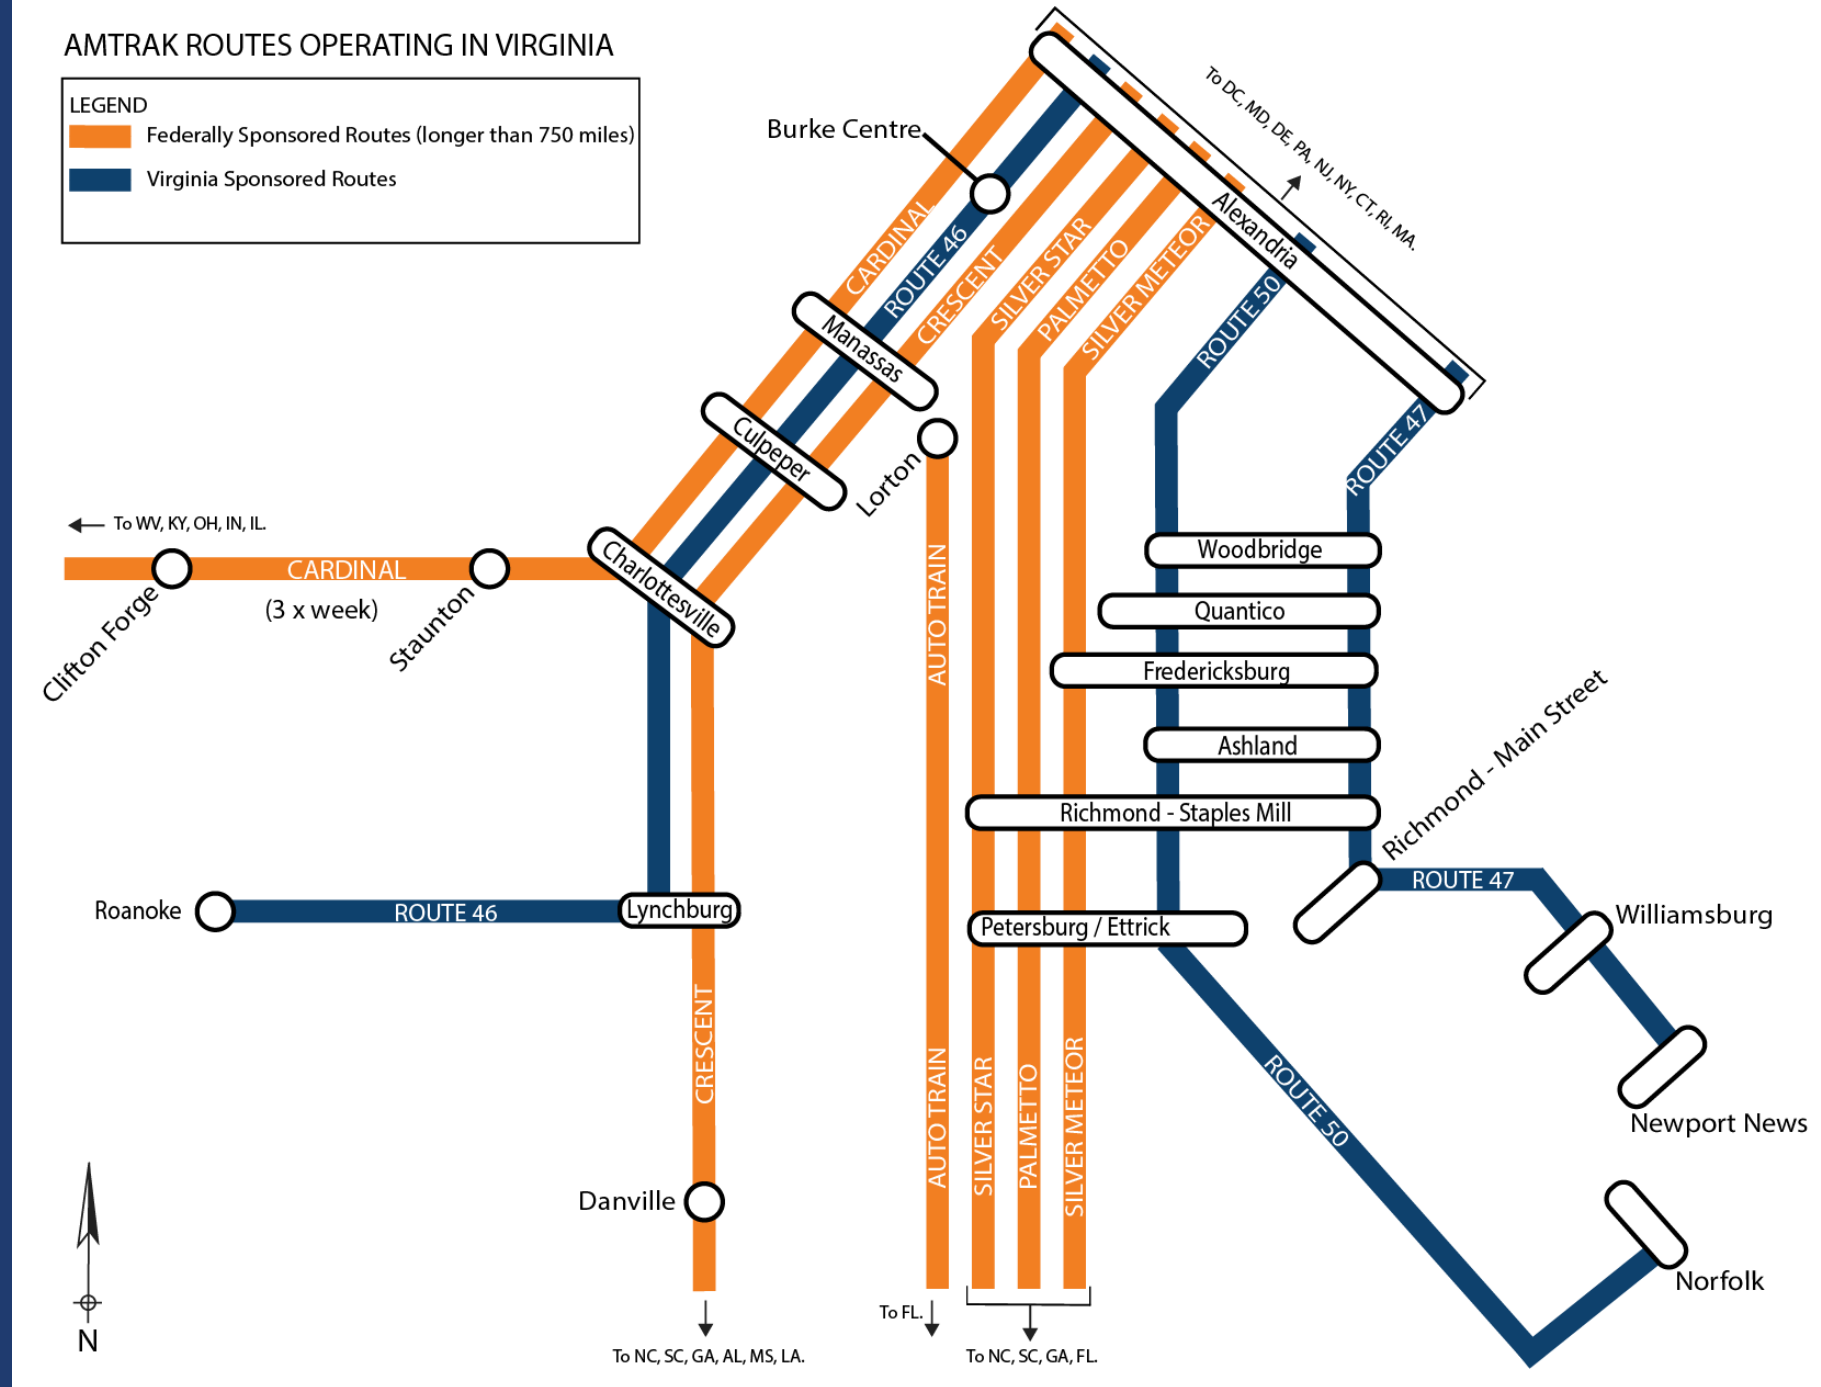 AMTRAK ROUTES OPERATING IN VIRGINIA
LEGEND
Federally Sponsored Routes (longer than 750 miles)
Virginia Sponsored Routes
To DC, MD, DE, PA, NJ, NY, CT, RI, MA.
Burke Centre
Alexandria
CARDINAL
ROUTE 46
CRESCENT
SILVER STAR
PALMETTO
SILVER METEOR
ROUTE 50
ROUTE 47
Manassas
Culpeper
Lorton
Charlottesville
To WV, KY, OH, IN, IL.
CARDINAL
(3 x week)
Clifton Forge
Staunton
AUTO TRAIN
Woodbridge
Quantico
Fredericksburg
Ashland
Richmond - Staples Mill
Richmond - Main Street
ROUTE 47
Williamsburg
Newport News
Roanoke
ROUTE 46
Lynchburg
Petersburg / Ettrick
CRESCENT
AUTO TRAIN
SILVER STAR
PALMETTO
SILVER METEOR
ROUTE 50
Danville
Norfolk
N
To FL.
To NC, SC, GA, AL, MS, LA.
To NC, SC, GA, FL.